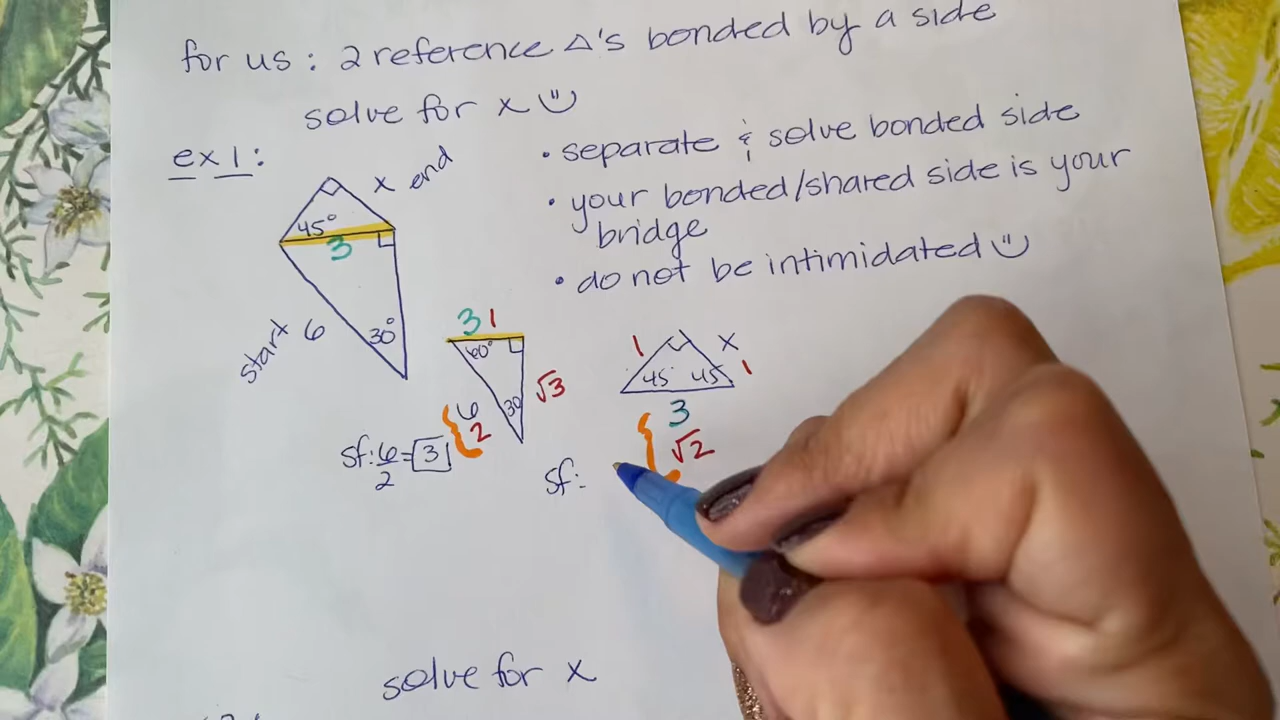 for us : 2 reference Δ's bonded by a side
solve for x
ex 1:
• separate & solve bonded side
• your bonded/shared side is your
bridge
• do not be intimidated
x end
45°
3
start 6
30°
3 1
60°
√3
6
30
2
sf: 6/2 = 3
1
x
45° 45
1
3
√2
sf:
solve for x